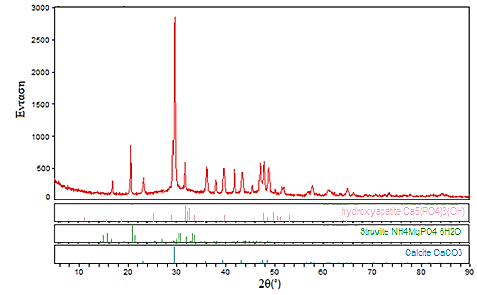 3000
2500
2000
1500
1000
500
0
Ένταση
hydroxyapatite Ca5(PO4)3(OH)
Struvite NH4MgPO4 6H2O
Calcite CaCO3
10 20 30 40 50 60 70 80 90
2θ(°)